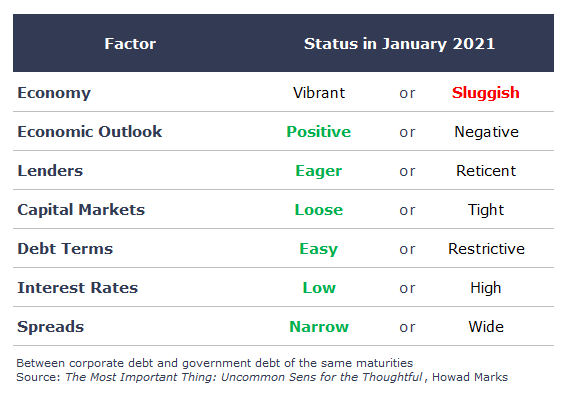 Factor Status in January 2021
Economy Vibrant or Sluggish
Economic Outlook Positive or Negative
Lenders Eager or Reticent
Capital Markets Loose or Tight
Debt Terms Easy or Restrictive
Interest Rates Low or High
Spreads Narrow or Wide
Between corporate debt and government debt of the same maturities
Source: The Most Important Thing: Uncommon Sens for the Thoughtful, Howad Marks